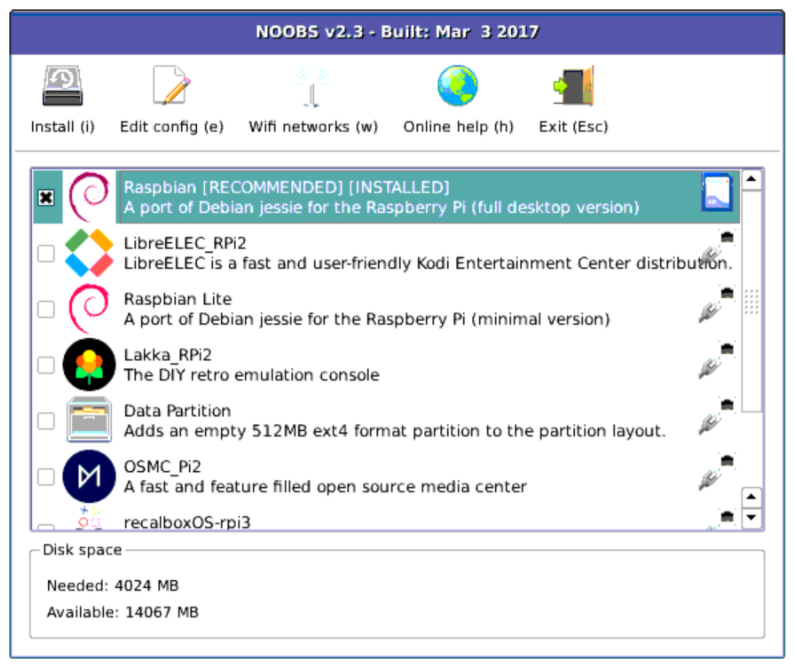 NOOBS v2.3 - Built: Mar  3 2017
Install (i)
Edit config (e)
Wifi networks (w)
Online help (h)
Exit (Esc)
Raspbian [RECOMMENDED] [INSTALLED]
A port of Debian jessie for the Raspberry Pi (full desktop version)
LibreELEC_RPi2
LibreELEC is a fast and user-friendly Kodi Entertainment Center distribution.
Raspbian Lite
A port of Debian jessie for the Raspberry Pi (minimal version)
Lakka_RPi2
The DIY retro emulation console
Data Partition
Adds an empty 512MB ext4 format partition to the partition layout.
OSMC_Pi2
A fast and feature filled open source media center
recalboxOS-rpi3
Disk space
Needed: 4024 MB
Available: 14067 MB